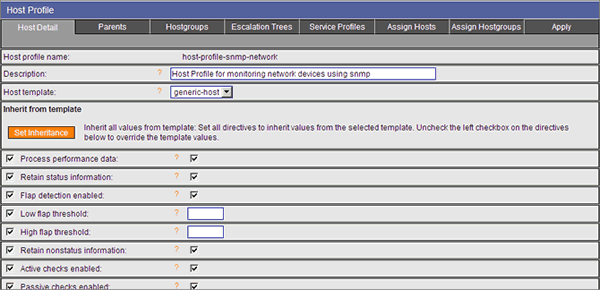 Host Profile
Host Detail Parents Hostgroups Escalation Trees Service Profiles Assign Hosts Assign Hostgroups Apply
Host profile name: host-profile-snmp-network
Description: ? Host Profile for monitoring network devices using snmp
Host template: ? generic-host
Inherit from template
Set Inheritance Inherit all values from template: Set all directives to inherit values from the selected template. Uncheck the left checkbox on the directives
below to override the template values.
Process performance data: ?
Retain status information: ?
Flap detection enabled: ?
Low flap threshold: ?
High flap threshold: ?
Retain nonstatus information: ?
Active checks enabled: ?
Passive checks enabled: ?